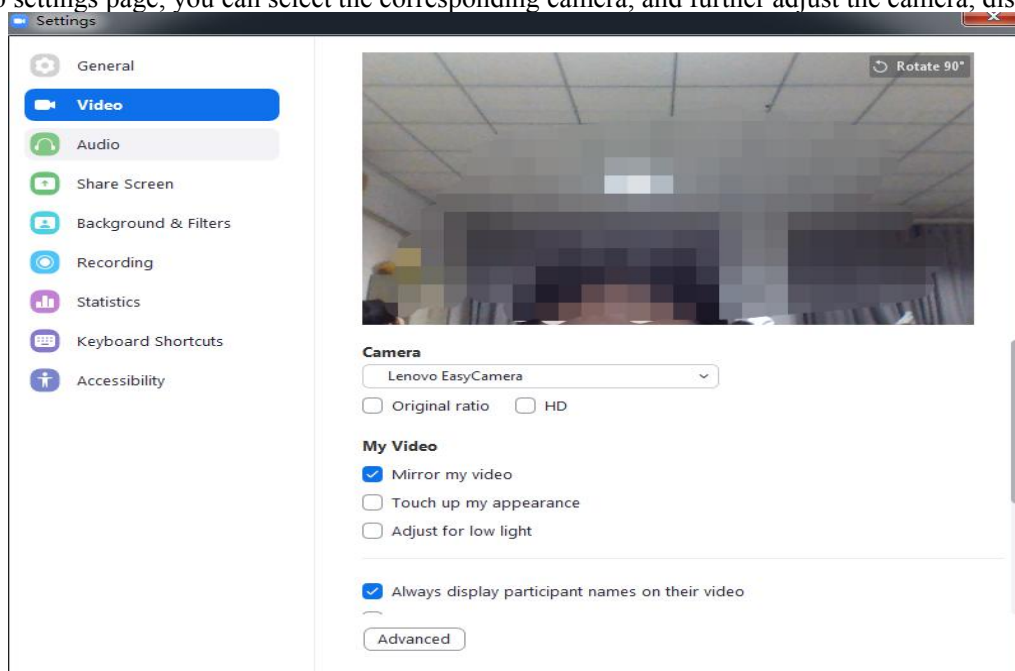 settings page, you can select the corresponding camera, and further adjust the camera, dis
Settings
General
Rotate 90°
Video
Audio
Share Screen
Background & Filters
Recording
Statistics
Keyboard Shortcuts
Accessibility
Camera
Lenovo EasyCamera
Original ratio HD
My Video
Mirror my video
Touch up my appearance
Adjust for low light
Always display participant names on their video
Advanced